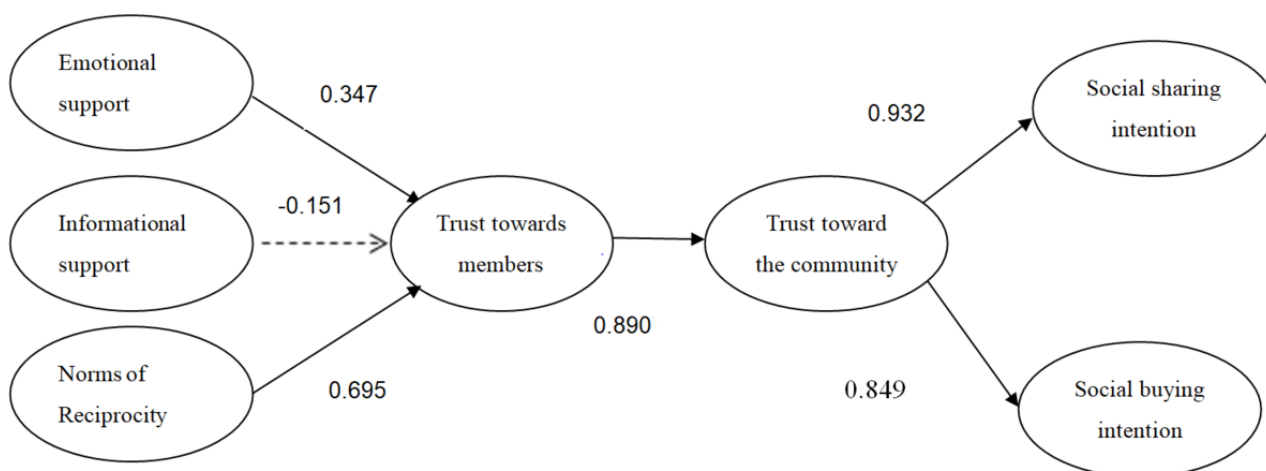 Emotional
support
0.347
Informational
support
-0.151
Norms of
Reciprocity
0.695
Trust towards
members
0.890
Trust toward
the community
0.932
0.849
Social sharing
intention
Social buying
intention